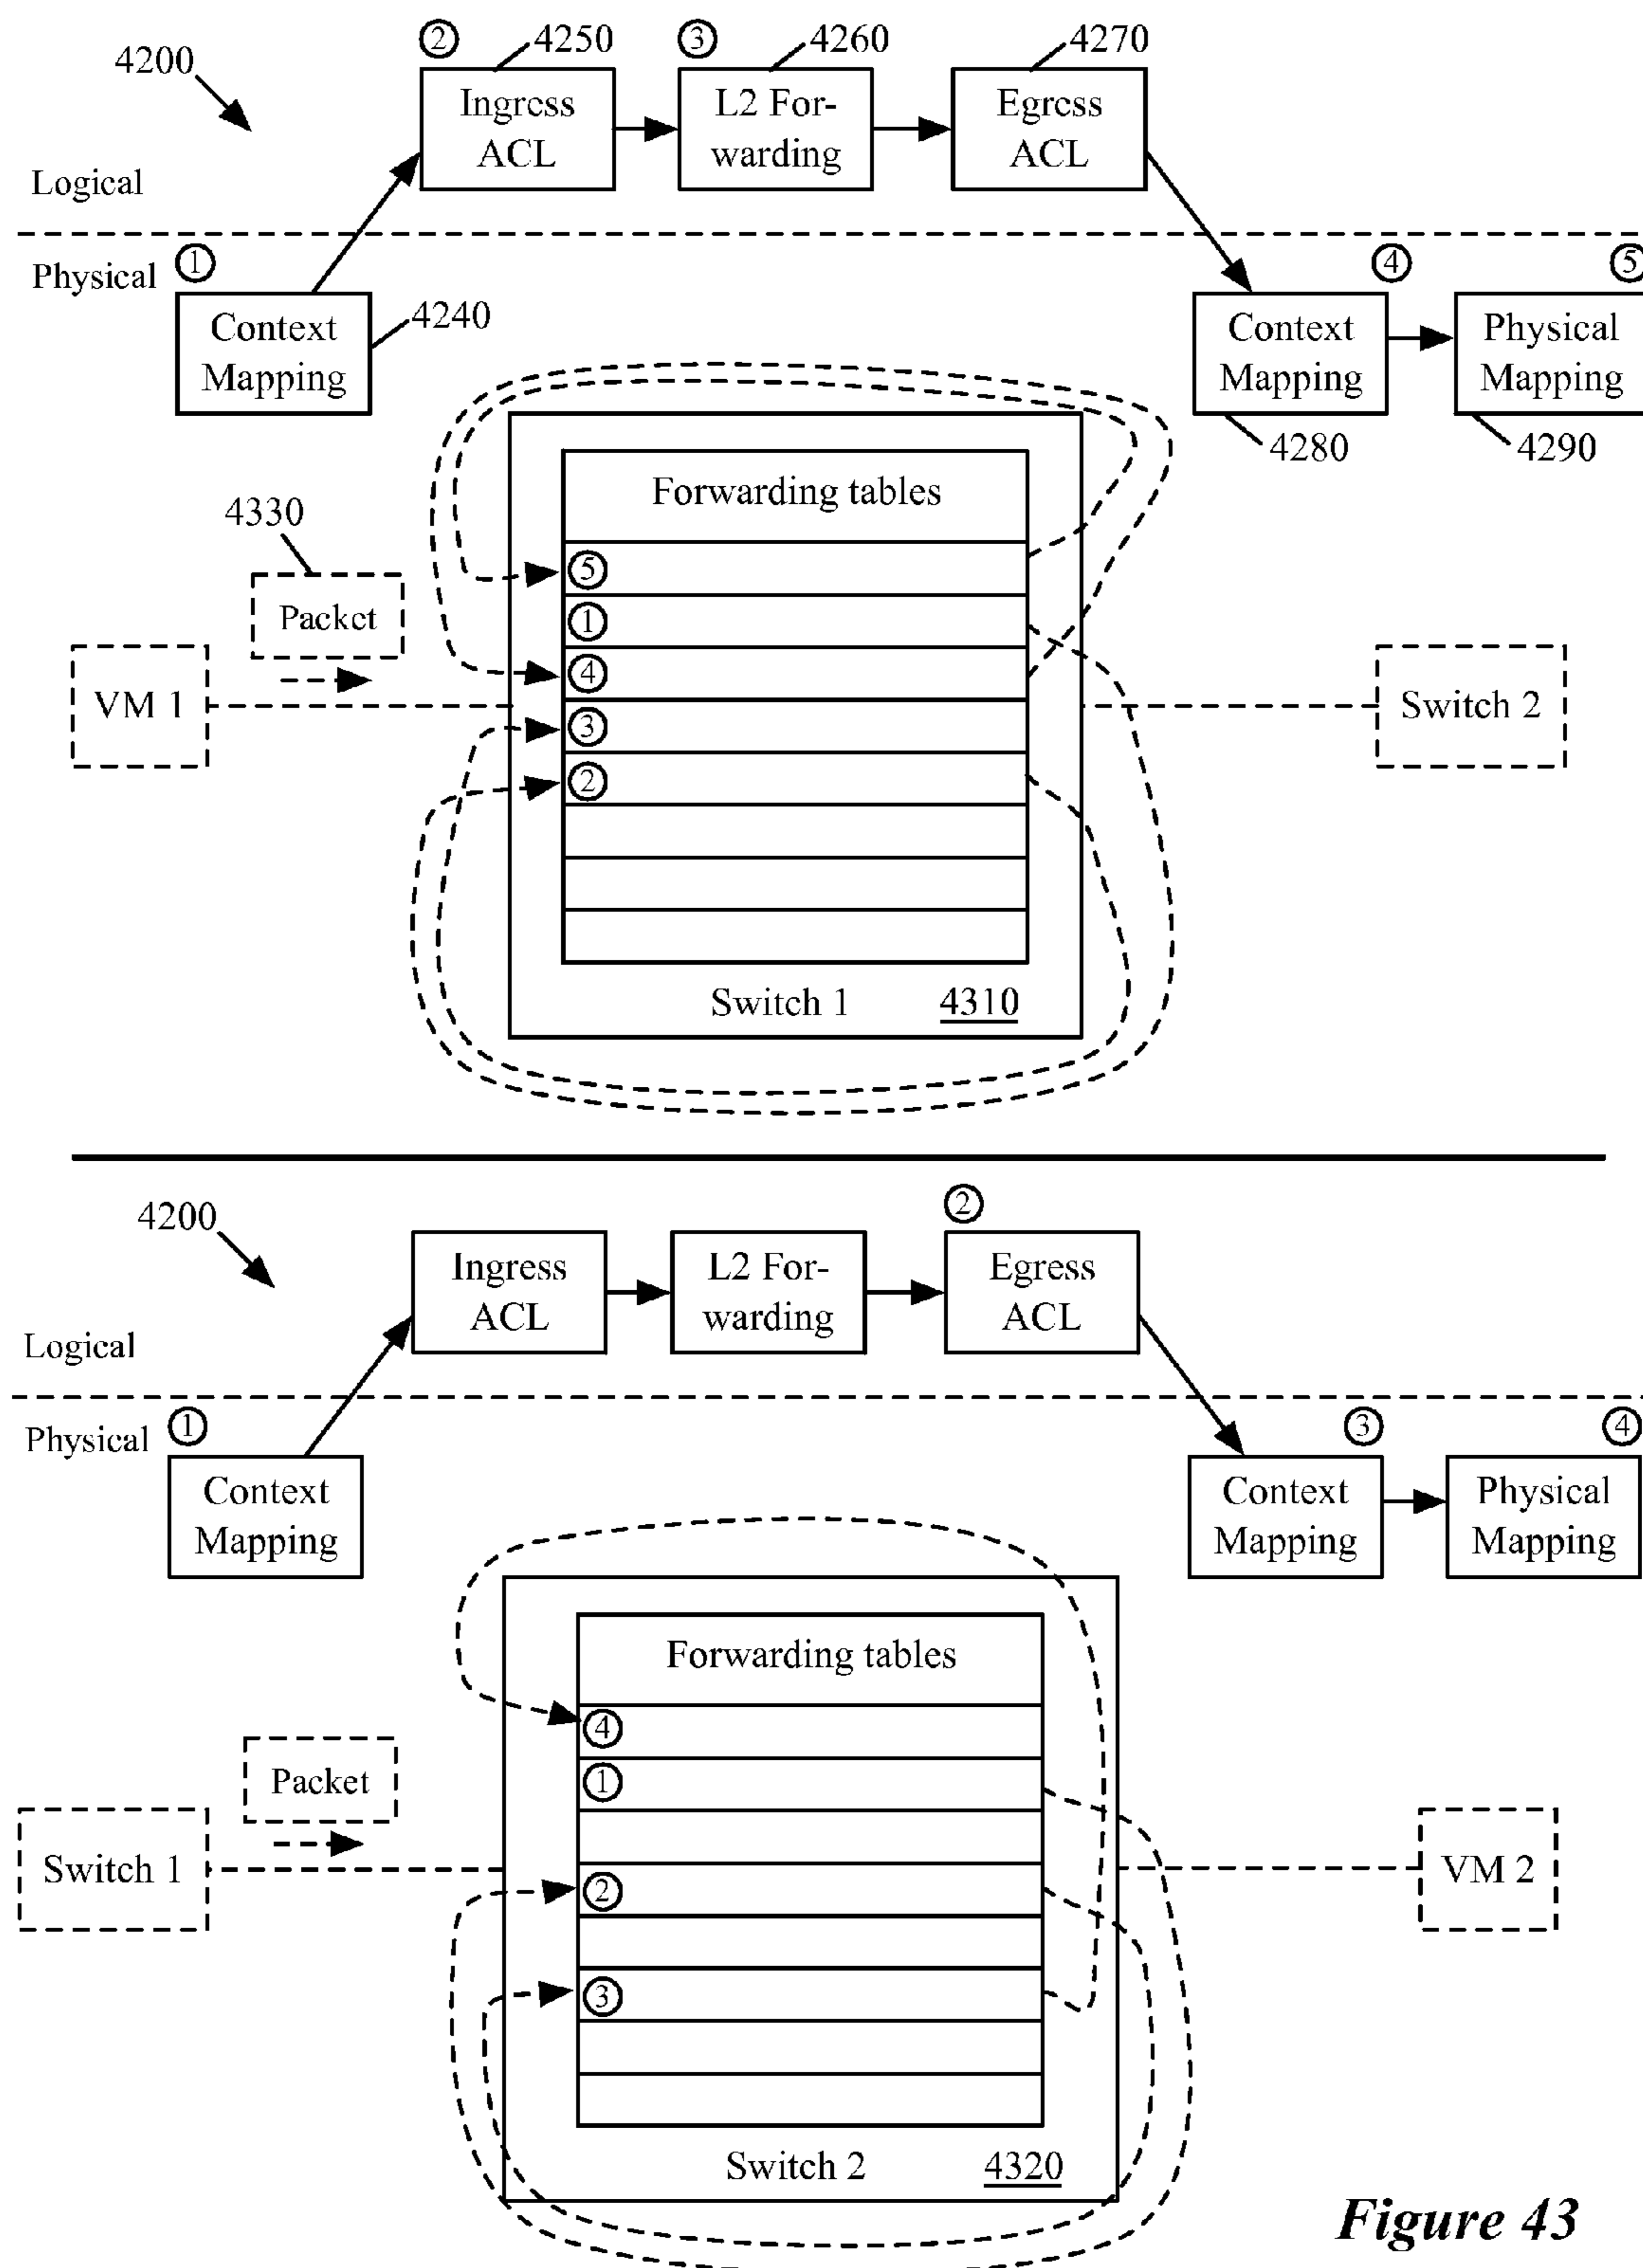 ② 4250 ③ 4260 4270
4200
Ingress
ACL
L2 For-
warding
Egress
ACL
Logical
Physical
①
Context
Mapping
4240
④
Context
Mapping
4280
⑤
Physical
Mapping
4290
4330
Packet
VM 1
Forwarding tables
⑤
①
④
③
②
Switch 1 4310
Switch 2
4200
Ingress
ACL
L2 For-
warding
②
Egress
ACL
Logical
Physical
①
Context
Mapping
③
Context
Mapping
④
Physical
Mapping
Packet
Switch 1
Forwarding tables
④
①
②
③
Switch 2 4320
VM 2
Figure 43